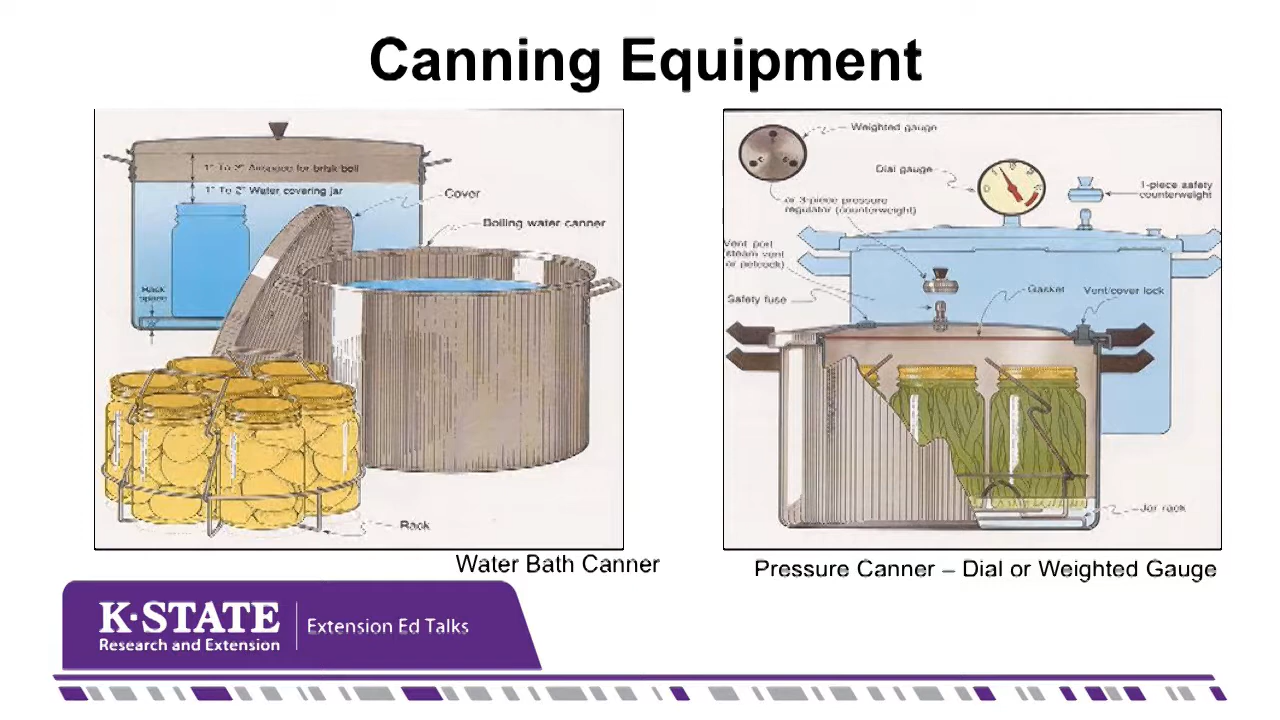 Canning Equipment
1" To 2" Airspace for brisk boil
1" To 2" Water covering jar
Cover
Boiling water canner
Rack
space
Rack
Water Bath Canner
Weighted gauge
Dial gauge
1-piece safety
counterweight
or 3-piece pressure
regulator (counterweight)
Vent port
(steam vent
or petcock)
Safety fuse
Gasket
Vent/cover lock
Jar rack
Pressure Canner – Dial or Weighted Gauge
K·STATE
Research and Extension
Extension Ed Talks